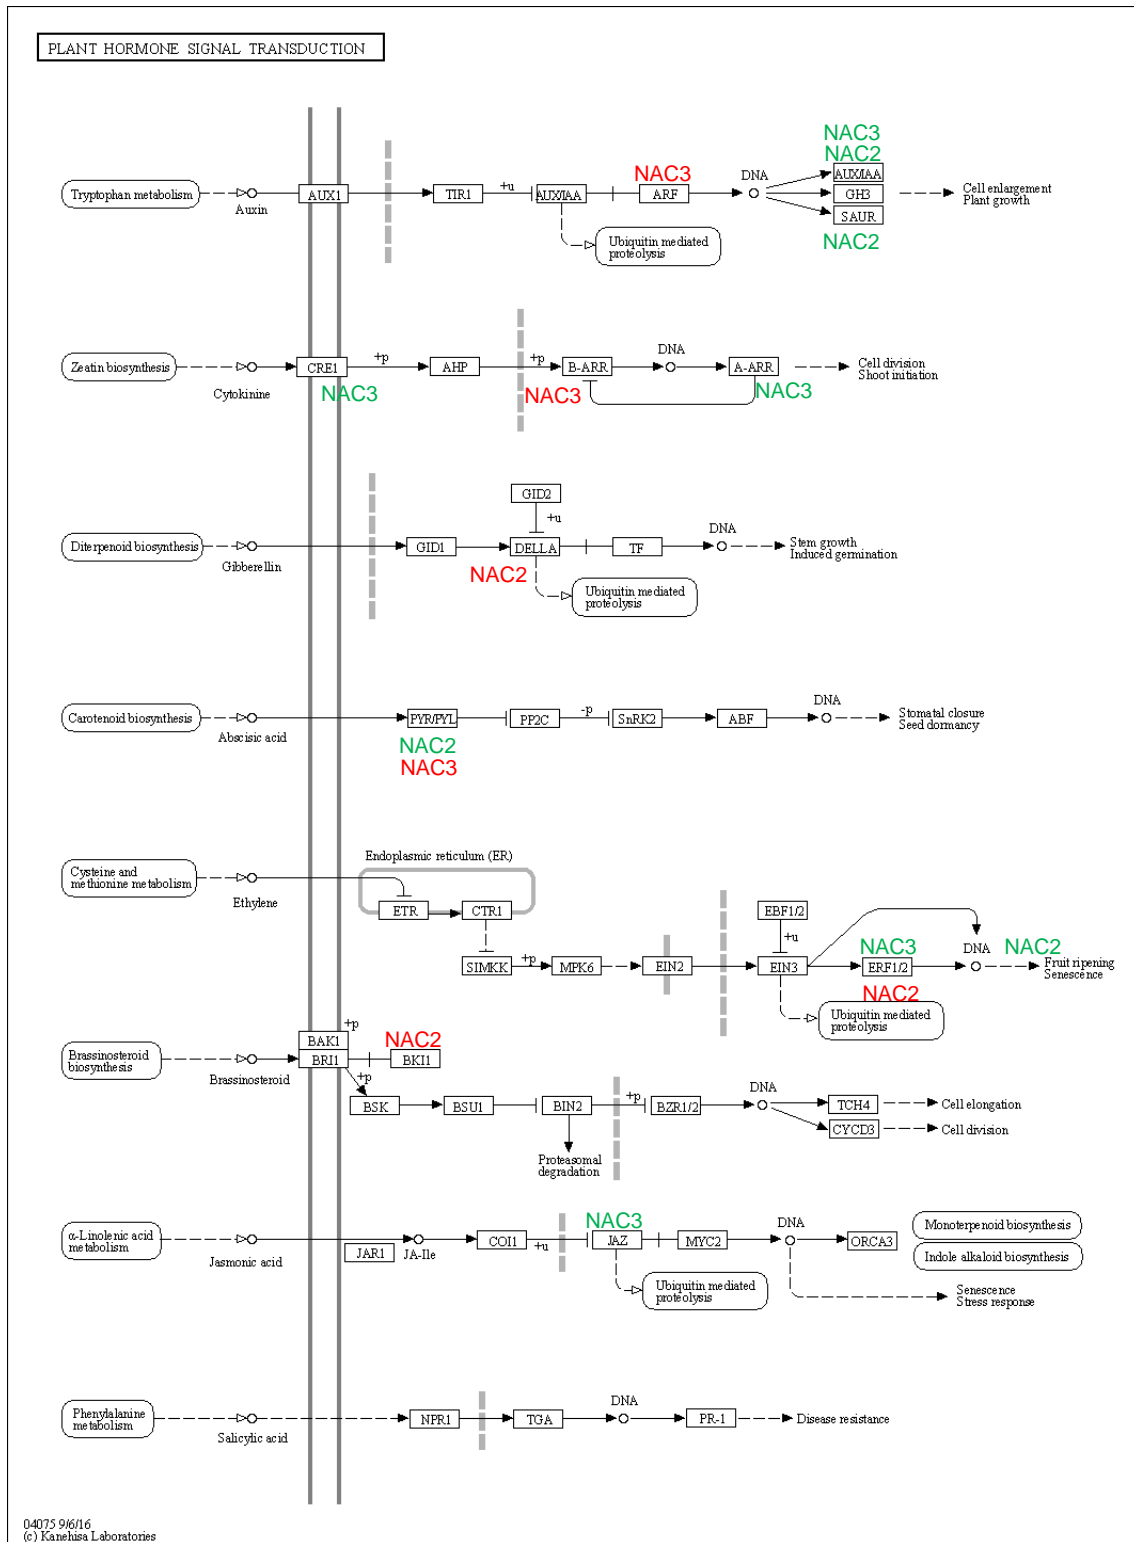 PLANT HORMONE SIGNAL TRANSDUCTION
NAC3
NAC2
NAC3
Tryptophan metabolism
Auxin
AUX1
TIR1
+u
AUX/IAA
ARF
DNA
AUX/IAA
GH3
SAUR
Cell enlargement
Plant growth
NAC2
Ubiquitin mediated
proteolysis
Zeatin biosynthesis
Cytokinine
CRE1
+p
AHP
+p
B-ARR
DNA
A-ARR
Cell division
Shoot initiation
NAC3
NAC3
NAC3
GID2
+u
Diterpenoid biosynthesis
Gibberellin
GID1
DELLA
TF
DNA
Stem growth
Induced germination
NAC2
Ubiquitin mediated
proteolysis
Carotenoid biosynthesis
Abscisic acid
PYR/PYL
PP2C
-p
SnRK2
ABF
DNA
Stomatal closure
Seed dormancy
NAC2
NAC3
Endoplasmic reticulum (ER)
Cysteine and
methionine metabolism
Ethylene
ETR
CTR1
EBF1/2
+u
SIMKK
+p
MPK6
EIN2
EIN3
NAC3
ERF1/2
NAC2
DNA
NAC2
Fruit ripening
Senescence
Ubiquitin mediated
proteolysis
Brassinosteroid
biosynthesis
Brassinosteroid
+p
BAK1
BRI1
NAC2
BKI1
+p
BSK
BSU1
BIN2
+p
BZR1/2
DNA
TCH4
Cell elongation
CYCD3
Cell division
Proteasomal
degradation
α-Linolenic acid
metabolism
Jasmonic acid
JAR1
JA-Ile
COI1
+u
NAC3
JAZ
MYC2
DNA
ORCA3
Monoterpenoid biosynthesis
Indole alkaloid biosynthesis
Ubiquitin mediated
proteolysis
Senescence
Stress response
Phenylalanine
metabolism
Salicylic acid
NPR1
TGA
DNA
PR-1
Disease resistance
04075 9/6/16
(c) Kanehisa Laboratories